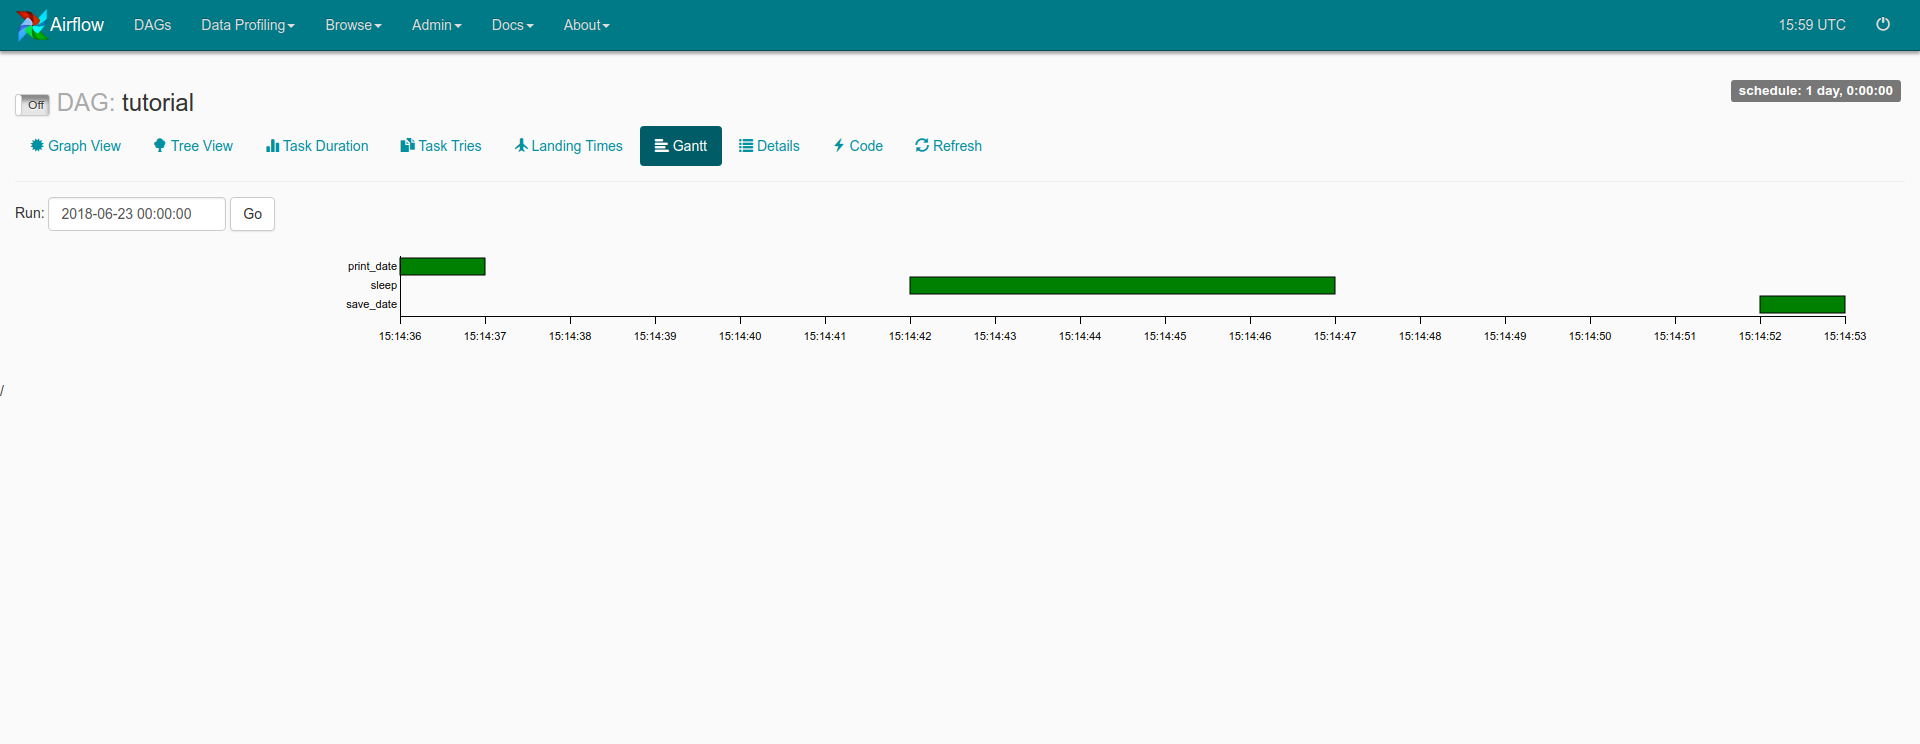 Airflow DAGs Data Profiling Browse Admin Docs About 15:59 UTC
schedule: 1 day, 0:00:00
Off DAG: tutorial
Graph View Tree View Task Duration Task Tries Landing Times Gantt Details Code Refresh
Run: 2018-06-23 00:00:00 Go
print_date
sleep
save_date
15:14:36 15:14:37 15:14:38 15:14:39 15:14:40 15:14:41 15:14:42 15:14:43 15:14:44 15:14:45 15:14:46 15:14:47 15:14:48 15:14:49 15:14:50 15:14:51 15:14:52 15:14:53
/